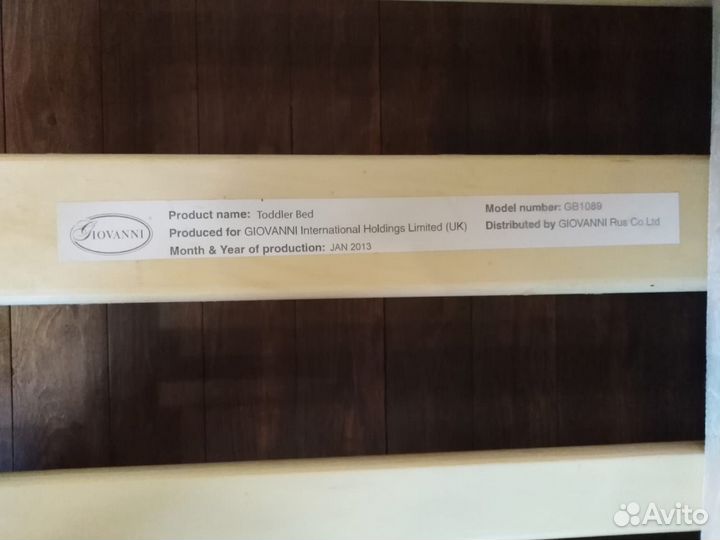 GIOVANNI
Product name: Toddler Bed
Produced for GIOVANNI International Holdings Limited (UK)
Month & Year of production: JAN 2013
Model number: GB1089
Distributed by GIOVANNI Rus Co Ltd
Avito